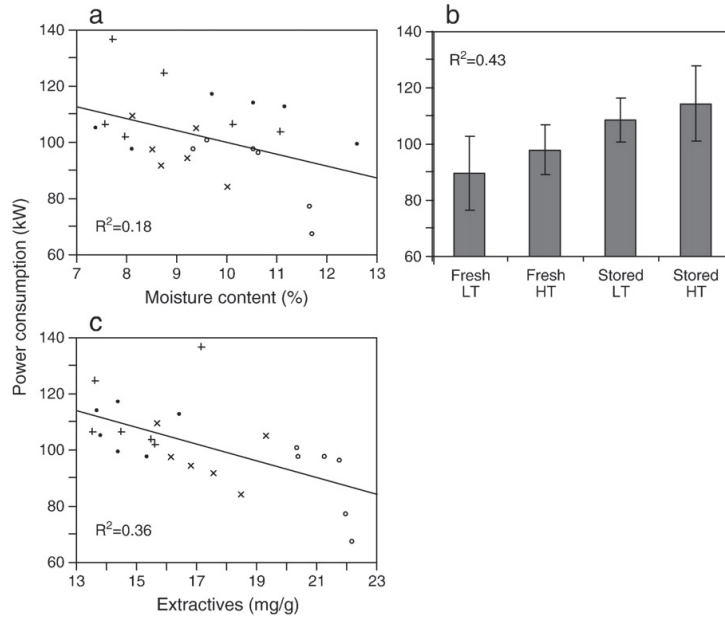 a
140
120
100
80
60
R²=0.18
7 8 9 10 11 12 13
Moisture content (%)
b
140
120
100
80
60
R²=0.43
Fresh LT
Fresh HT
Stored LT
Stored HT
Power consumption (kW)
c
140
120
100
80
60
R²=0.36
13 15 17 19 21 23
Extractives (mg/g)